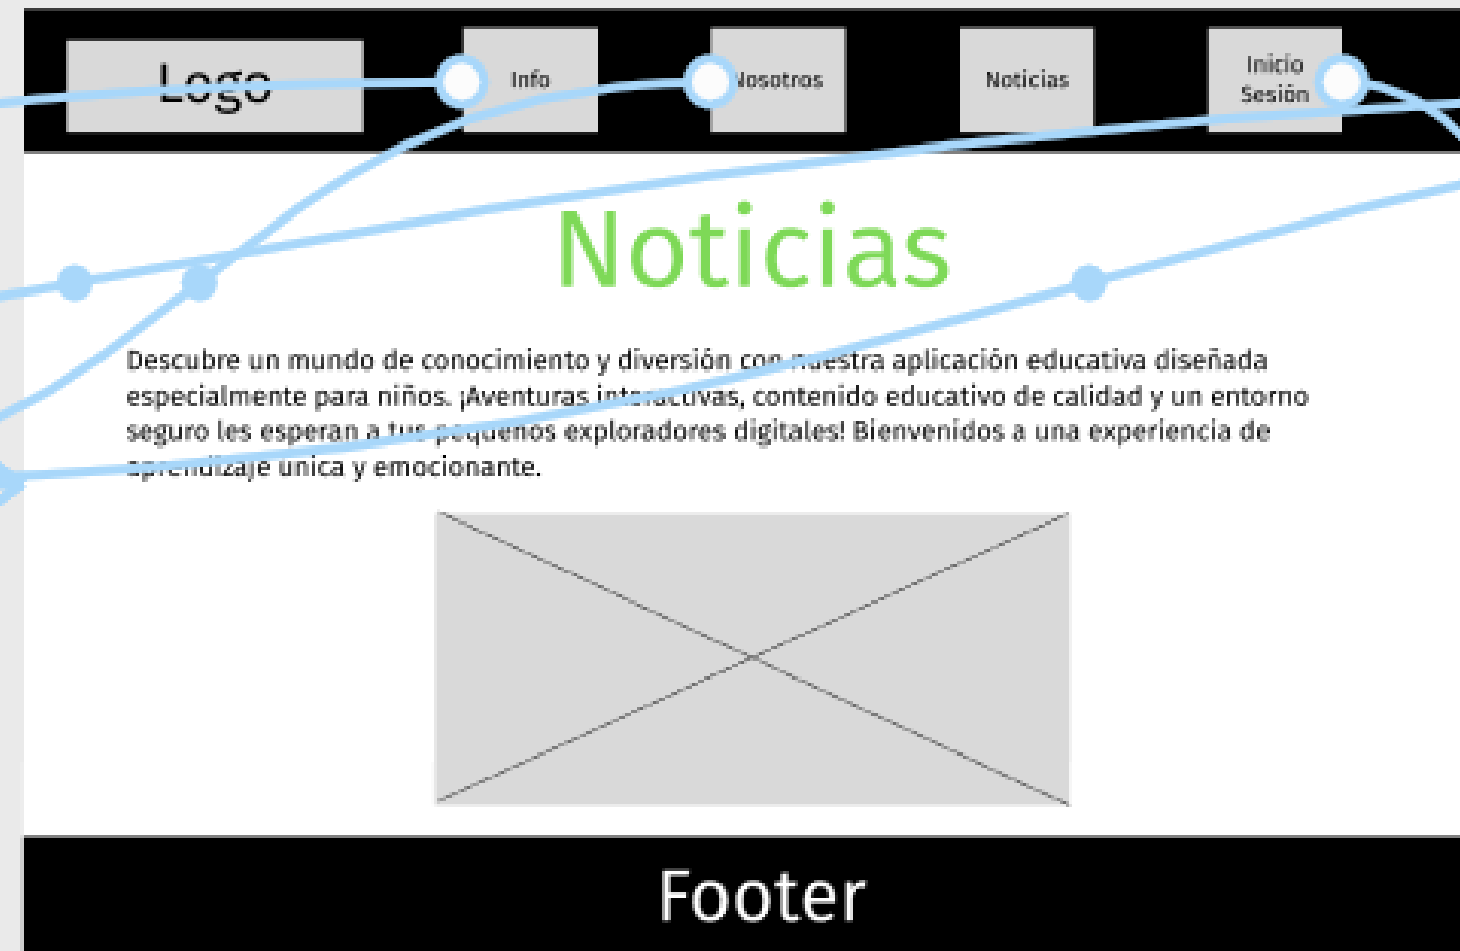 Logo
Info
Nosotros
Noticias
Inicio
Sesión
Noticias
Descubre un mundo de conocimiento y diversión con nuestra aplicación educativa diseñada
especialmente para niños. ¡Aventuras interactivas, contenido educativo de calidad y un entorno
seguro les esperan a tus pequeños exploradores digitales! Bienvenidos a una experiencia de
aprendizaje única y emocionante.
Footer